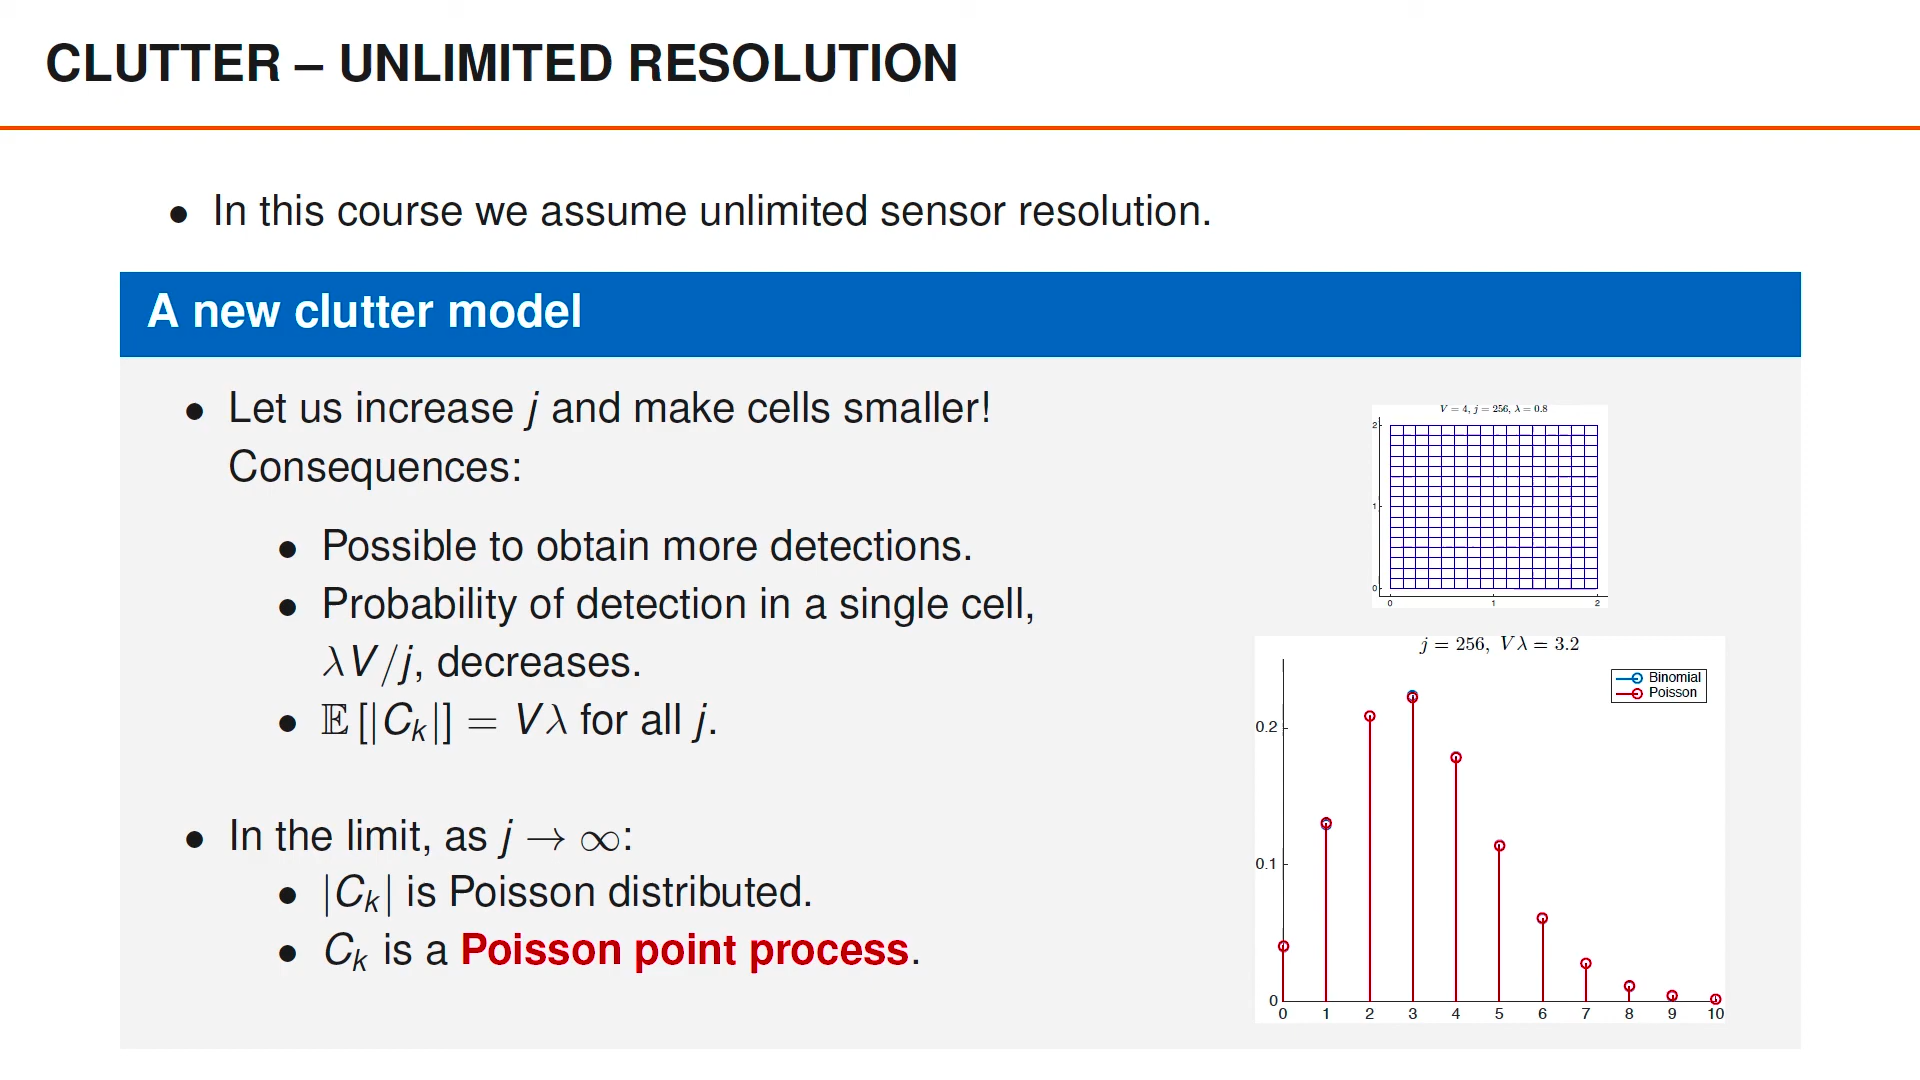 CLUTTER – UNLIMITED RESOLUTION
• In this course we assume unlimited sensor resolution.
A new clutter model
• Let us increase j and make cells smaller!
Consequences:
• Possible to obtain more detections.
• Probability of detection in a single cell,
λV/j, decreases.
• 𝔼[|C_k|] = Vλ for all j.
• In the limit, as j → ∞:
• |C_k| is Poisson distributed.
• C_k is a Poisson point process.
V = 4, j = 256, λ = 0.8
2
1
0
0 1 2
j = 256, Vλ = 3.2
Binomial
Poisson
0.2
0.1
0
0 1 2 3 4 5 6 7 8 9 10